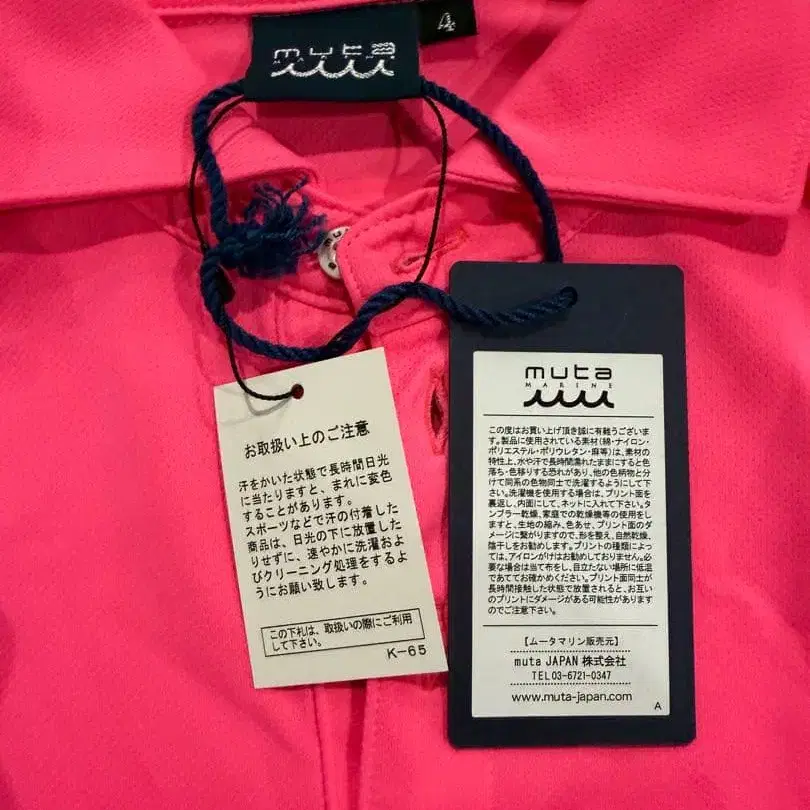 muta
MARINE
4
お取扱い上のご注意
汗をかいた状態で長時間日光
に当たりますと、まれに変色
することがあります。
スポーツなどで汗の付着した
商品は、日光の下に放置した
りせずに、速やかに洗濯およ
びクリーニング処理をするよ
うにお願い致します。
この下札は、取扱いの際にご利用
して下さい。
K-65
muta
MARINE
この度はお買い上げ頂き誠に有難うございま
す。製品に使用されている素材(綿・ナイロン・
ポリエステル・ポリウレタン・麻等)は、素材の
特性上、水や汗で長時間濡れたままにすると色
落ち・色移りする恐れがあり、他の色柄物と分
けて同系の色物同士で洗濯するようにして下
さい。洗濯機を使用する場合は、プリント面を
裏返し、内面にして、ネットに入れて下さい。タ
ンブラー乾燥、家庭での乾燥機等の使用をし
ますと、生地の縮み、色あせ、プリント面のダ
メージに繋がりますので、形を整え、自然乾燥、
陰干しをお勧めします。プリントの種類によっ
ては、アイロンがけはお勧めしておりません。必
要な場合は当て布をし、目立たない場所に低温
であててお確かめください。プリント面同士が
長時間接触した状態で放置されると、お互い
のプリントにダメージがある可能性があります
のでご注意下さい。
【ムータマリン販売元】
muta JAPAN 株式会社
TEL03-6721-0347
www.muta-japan.com
A